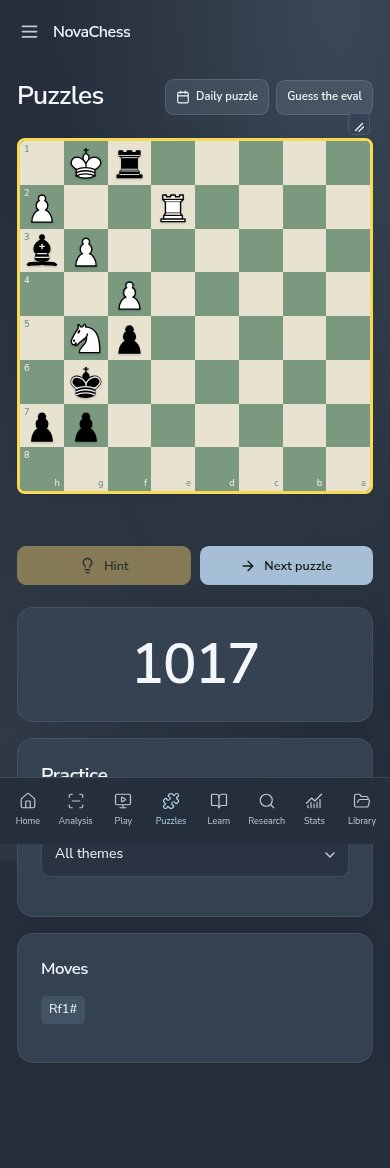 NovaChess
Puzzles
Daily puzzle
Guess the eval
1
2
3
4
5
6
7
8
h g f e d c b a
Hint
Next puzzle
1017
Practice
Home Analysis Play Puzzles Learn Research Stats Library
All themes
Moves
Rf1#